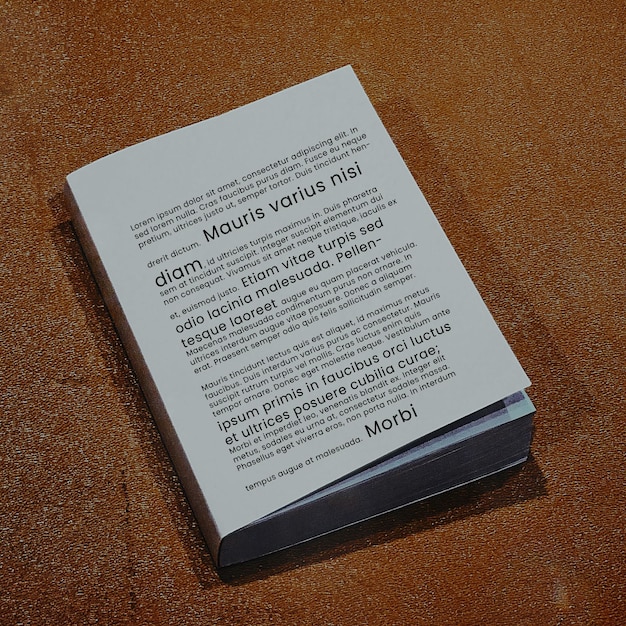 Lorem ipsum dolor sit amet, consectetur adipiscing elit. In
sed lorem nulla. Cras faucibus purus diam. Fusce eu neque
pretium, ultrices justo ut, semper tortor. Duis tincidunt hen-
drerit dictum. Mauris varius nisi
diam, id ultricies turpis maximus in. Duis pharetra
sem at tincidunt suscipit. integer suscipit elementum dui
non consequat. Vivamus sit amet neque tristique, iaculis ex
et, euismod justo. Etiam vitae turpis sed
odio lacinia malesuada. Pellen-
tesque laoreet augue eu quam placerat vehicula.
Maecenas malesuada condimentum purus non ornare. In
ultrices interdum augue vitae posuere. Donec a aliquam
erat. Praesent semper odio quis felis sollicitudin semper.
Mauris tincidunt lectus quis est aliquet, id maximus metus
faucibus. Duis interdum varius purus ac consectetur. Mauris
suscipit rutrum turpis vel mollis. Cras luctus enim quis
tempor ornare. Donec eget molestie neque. Vestibulum ante
ipsum primis in faucibus orci luctus
et ultrices posuere cubilia curae;
Morbi et imperdiet leo, venenatis blandit ex. Integer elit
metus, sodales eu urna at, consectetur sodales massa.
Phasellus eget viverra eros, non porta nulla. In interdum
tempus augue at malesuada. Morbi